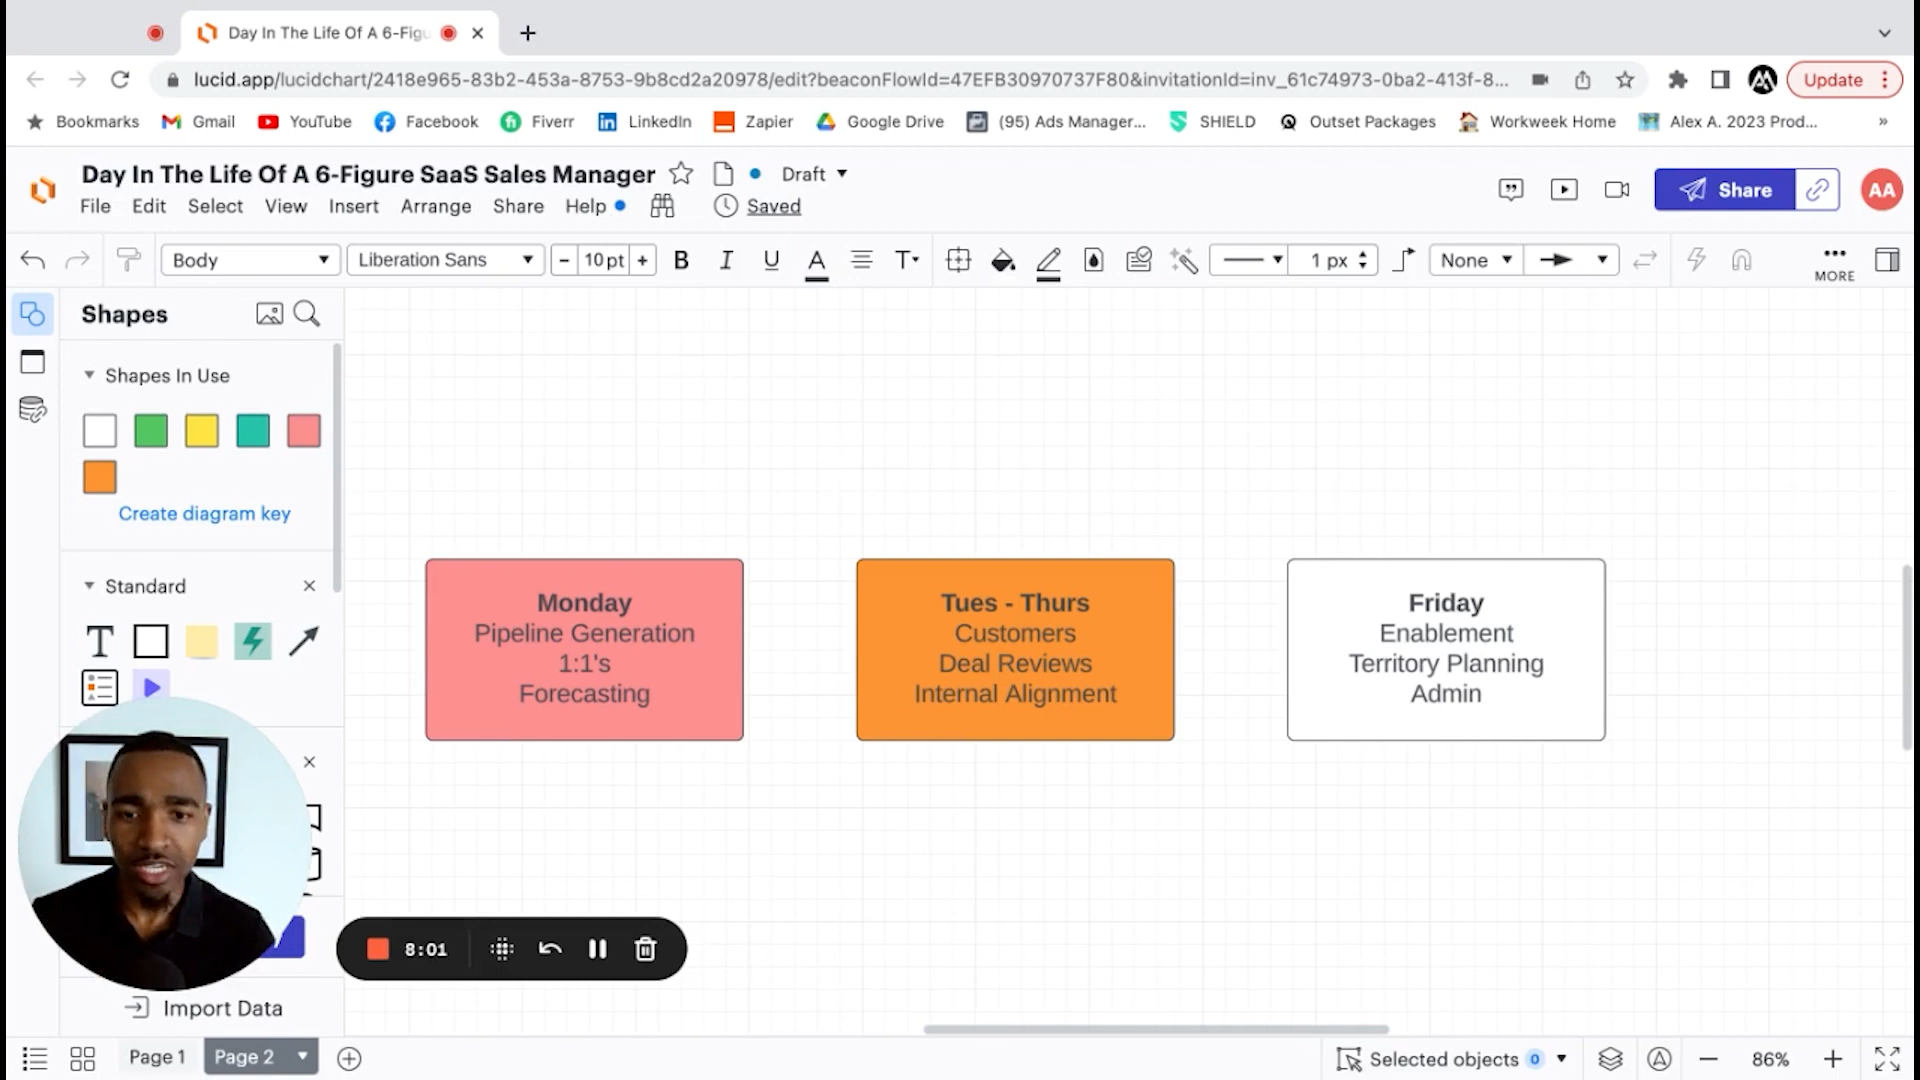 Day In The Life Of A 6-Figu
lucid.app/lucidchart/2418e965-83b2-453a-8753-9b8cd2a20978/edit?beaconFlowId=47EFB30970737F80&invitationId=inv_61c74973-0ba2-413f-8...
Update
Bookmarks Gmail YouTube Facebook Fiverr LinkedIn Zapier Google Drive (95) Ads Manager... SHIELD Outset Packages Workweek Home Alex A. 2023 Prod... »
Day In The Life Of A 6-Figure SaaS Sales Manager Draft
File Edit Select View Insert Arrange Share Help Saved
Share
AA
Body Liberation Sans - 10 pt + B I U A T 1 px None MORE
Shapes
Shapes In Use
Create diagram key
Standard
T
Monday
Pipeline Generation
1:1's
Forecasting
Tues - Thurs
Customers
Deal Reviews
Internal Alignment
Friday
Enablement
Territory Planning
Admin
8:01
Import Data
Page 1 Page 2 Selected objects 0 86%